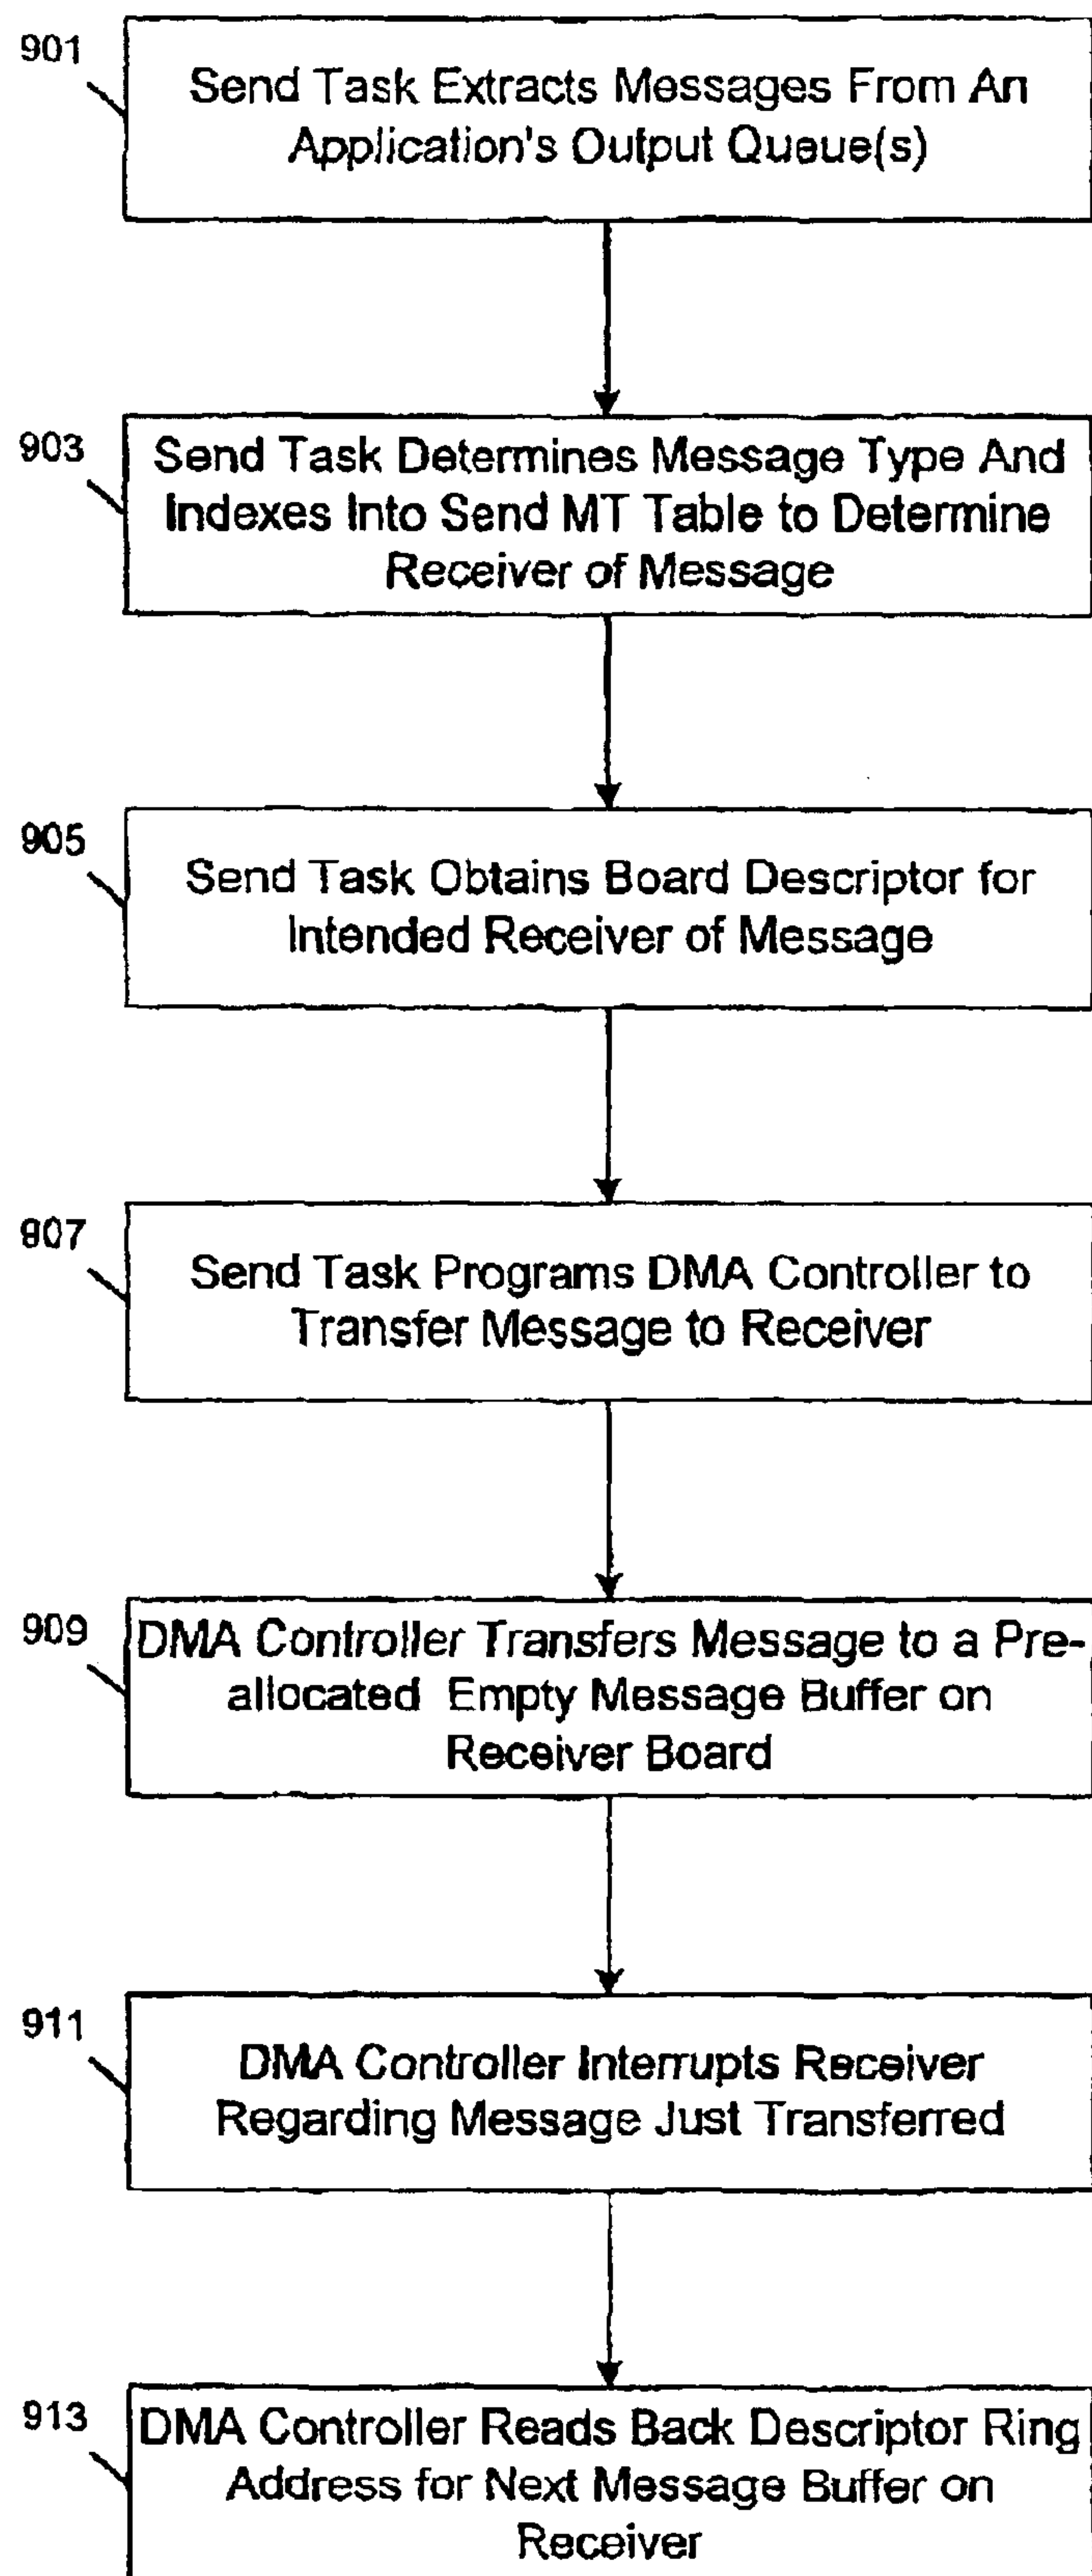 901
Send Task Extracts Messages From An
Application's Output Queue(s)
903
Send Task Determines Message Type And
Indexes Into Send MT Table to Determine
Receiver of Message
905
Send Task Obtains Board Descriptor for
Intended Receiver of Message
907
Send Task Programs DMA Controller to
Transfer Message to Receiver
909
DMA Controller Transfers Message to a Pre-
allocated Empty Message Buffer on
Receiver Board
911
DMA Controller Interrupts Receiver
Regarding Message Just Transferred
913
DMA Controller Reads Back Descriptor Ring
Address for Next Message Buffer on
Receiver